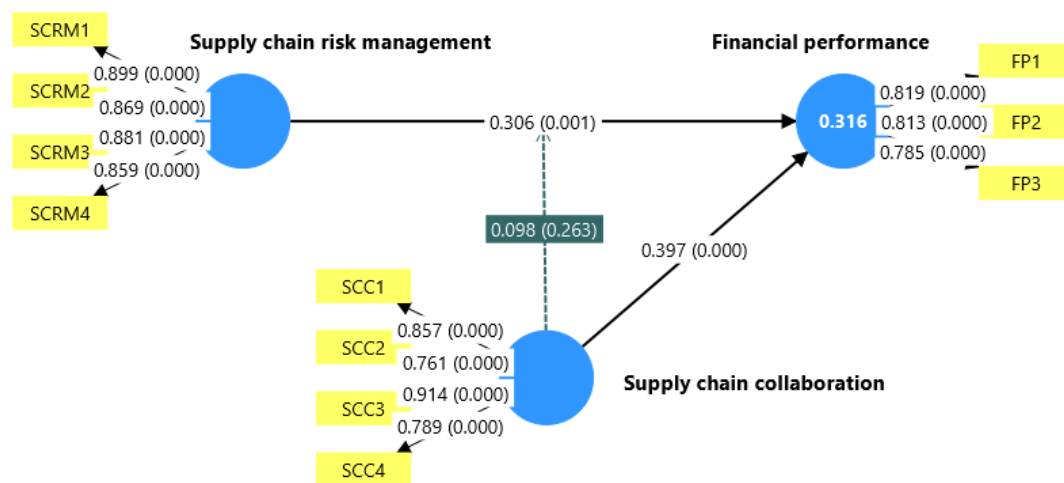 SCRM1
SCRM2
SCRM3
SCRM4
Supply chain risk management
0.899 (0.000)
0.869 (0.000)
0.881 (0.000)
0.859 (0.000)
0.306 (0.001)
Financial performance
0.316
0.819 (0.000)
0.813 (0.000)
0.785 (0.000)
FP1
FP2
FP3
0.098 (0.263)
0.397 (0.000)
SCC1
SCC2
SCC3
SCC4
0.857 (0.000)
0.761 (0.000)
0.914 (0.000)
0.789 (0.000)
Supply chain collaboration